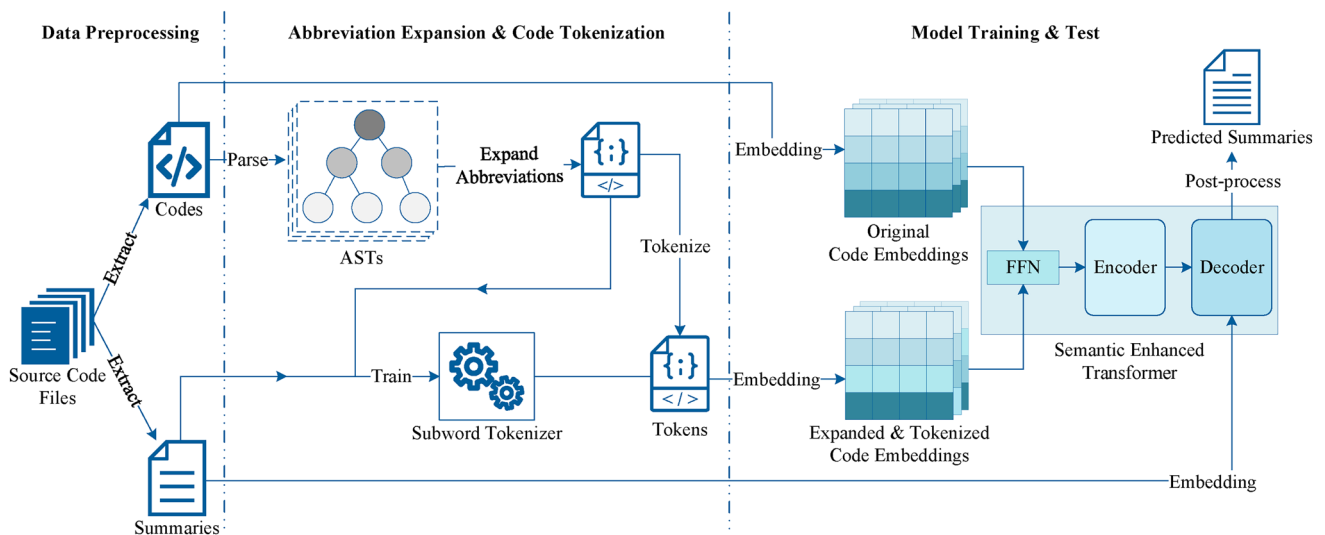 Data Preprocessing
Abbreviation Expansion & Code Tokenization
Model Training & Test
Predicted Summaries
Codes
Parse
ASTs
Expand
Abbreviations
{;}
</>
Embedding
Original
Code Embeddings
Post-process
FFN
Encoder
Decoder
Semantic Enhanced
Transformer
Extract
Source Code
Files
Extract
Tokenize
Train
Subword Tokenizer
{;}
</>
Tokens
Embedding
Expanded & Tokenized
Code Embeddings
Summaries
Embedding